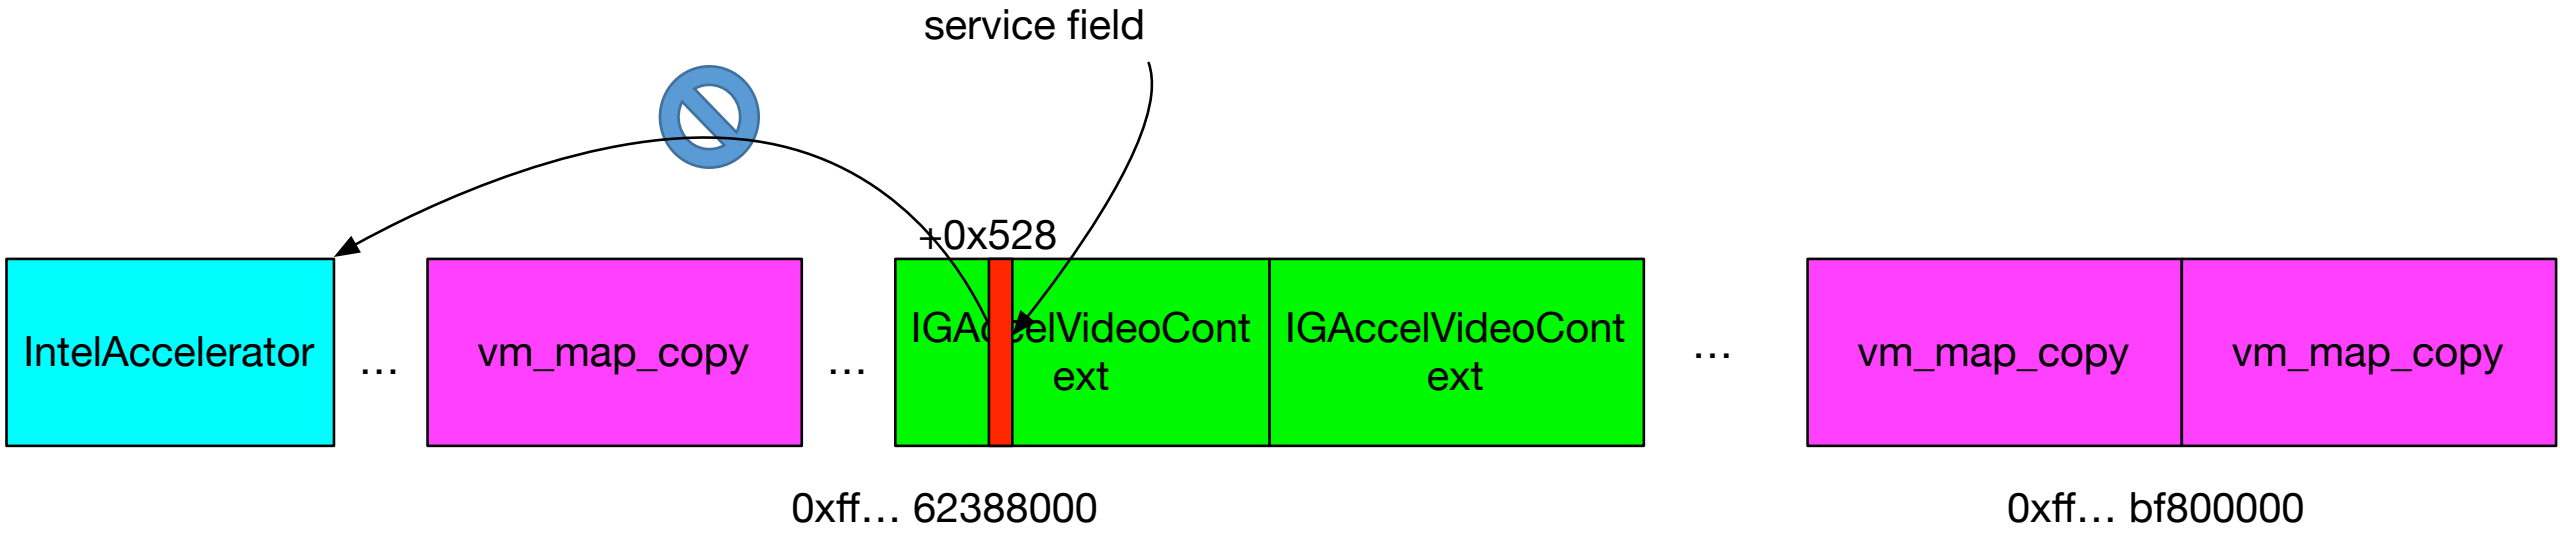 service field
+0x528
IntelAccelerator
...
vm_map_copy
...
IGAccelVideoCont
ext
IGAccelVideoCont
ext
...
vm_map_copy
vm_map_copy
0xff... 62388000
0xff... bf800000